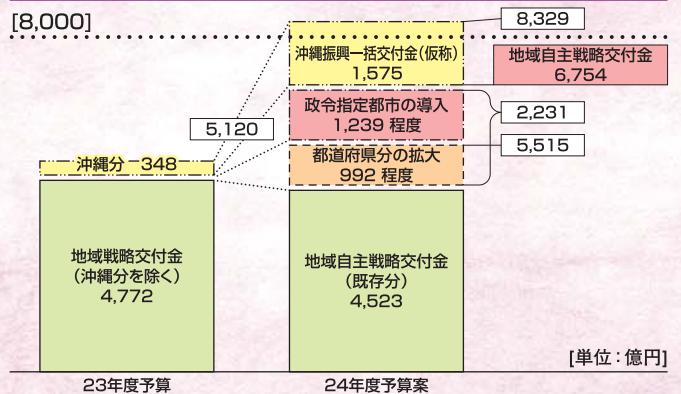 [8,000]
8,329
沖縄振興一括交付金(仮称)
1,575
地域自主戦略交付金
6,754
政令指定都市の導入
1,239 程度
2,231
5,120
5,515
都道府県分の拡大
992 程度
沖縄分 348
地域戦略交付金
(沖縄分を除く)
4,772
地域自主戦略交付金
(既存分)
4,523
[単位:億円]
23年度予算
24年度予算案